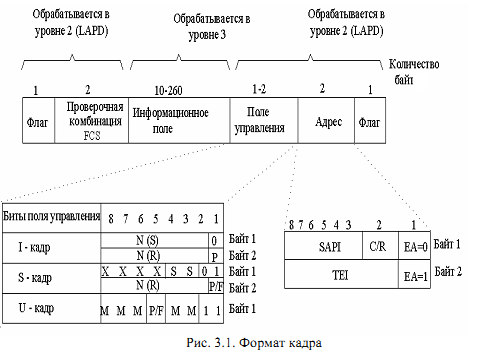 Обрабатывается в уровне 2 (LAPD)
Обрабатывается в уровне 3
Обрабатывается в уровне 2 (LAPD)
Количество байт
1 2 10-260 1-2 2 1
Флаг
Проверочная комбинация FCS
Информационное поле
Поле управления
Адрес
Флаг
Биты поля управления 8 7 6 5 4 3 2 1
I - кадр N (S) 0 Байт 1
N (R) P Байт 2
S - кадр X X X X S S 0 1 Байт 1
N (R) P/F Байт 2
U - кадр M M M P/F M M 1 1 Байт 1
8 7 6 5 4 3 2 1
SAPI C/R EA=0 Байт 1
TEI EA=1 Байт 2
Рис. 3.1. Формат кадра